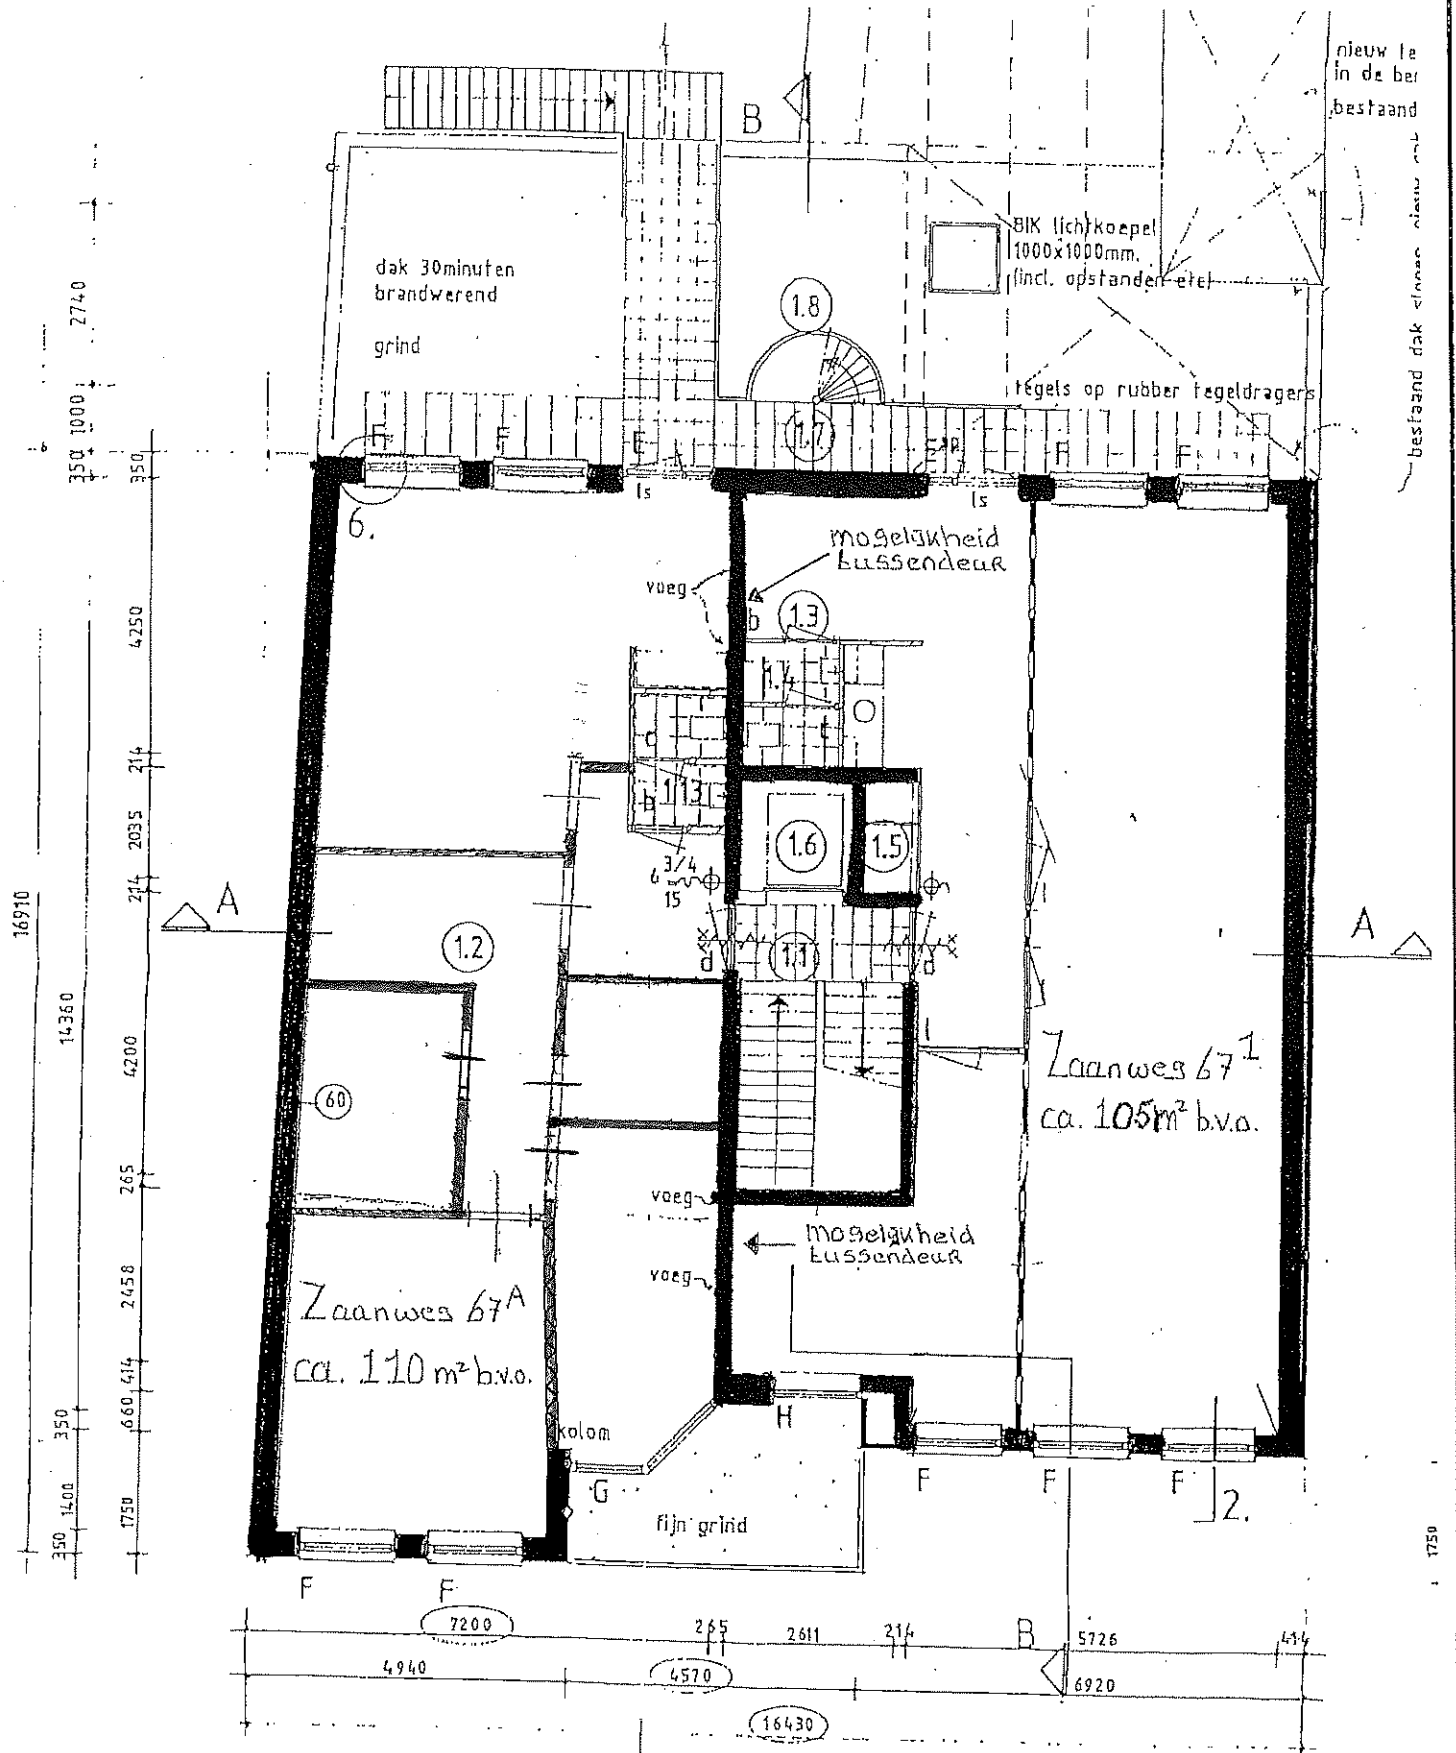 nieuw le
in de ber
bestaand
B
BIK lichtkoepel
1000x1000mm.
(incl. opstanden etc)
dak 30minuten
brandwerend
grind
1.8
tegels op rubber tegeldragers
bestaand dak slopen nieuw
1.7
F
F
E
E
F
F
ls
ls
6.
mogelijkheid
tussendeur
voeg
b
1.3
1.4
c
c
b
1.13
1.6
1.5
3/4
6
15
A
A
1.2
1.1
d
d
60
Zaanweg 67 1
ca. 105m² b.v.o.
voeg
mogelijkheid
tussendeur
voeg
Zaanweg 67 A
ca. 110 m² b.v.o.
kolom
H
G
fijn grind
F
F
F
2.
F
F
2740
1000
350
350
4250
214
2035
214
4200
265
2458
414
660
1750
16910
14360
350
1400
350
1750
7200
265
2611
214
B
5726
414
4940
4570
6920
16430